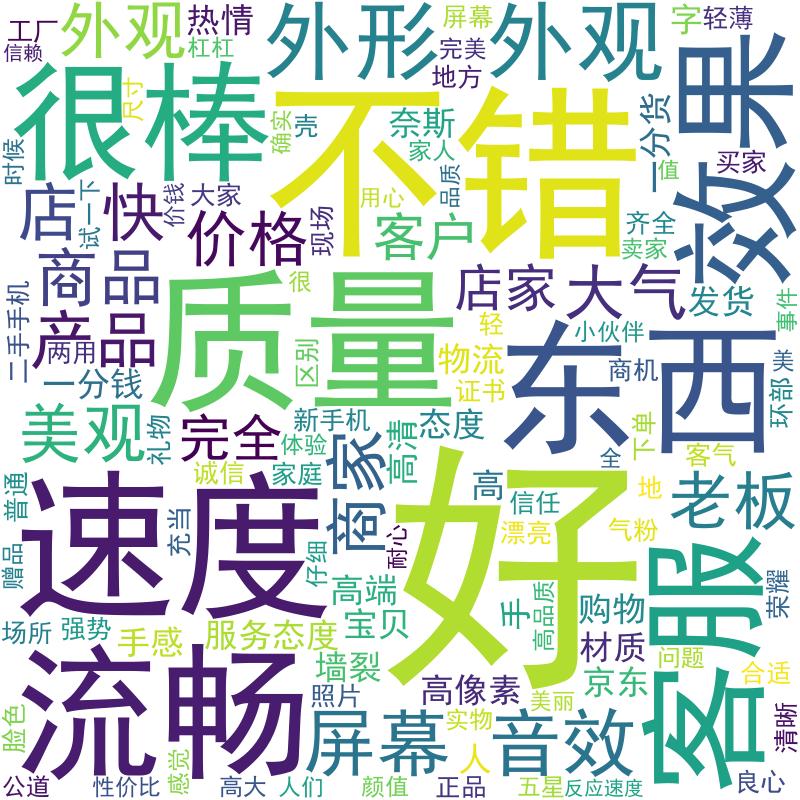 工厂
信赖
外观
热情
杠杠
外形
屏幕
完美
地方
外观
字
轻薄
很棒
尺寸
不错
确实
壳
奈斯
家人
一分货
效果
买家
值
时候
店
试一下
快
价钱
大家
价格
现场
用心
品质
客户
齐全
卖家
商品
很
店家
大气
发货
事件
二手手机
产品
两用
质量
区别
轻
物流
证书
小伙伴
东西
商机
美
环部
一分钱
美观
礼物
完全
新手机
体验
态度
高清
下单
客气
全
诚信
家庭
商家
高
信任
地
老板
普通
赠品
速度
充当
仔细
耐心
好
漂亮
气粉
客服
荣耀
场所
强势
手感
服务态度
高端
宝贝
手
高品质
购物
材质
问题
合适
流畅
墙裂
照片
高像素
美丽
京东
清晰
脸色
屏幕
实物
人
音效
公道
性价比
感觉
高大
人们
颜值
正品
五星
反应速度
良心